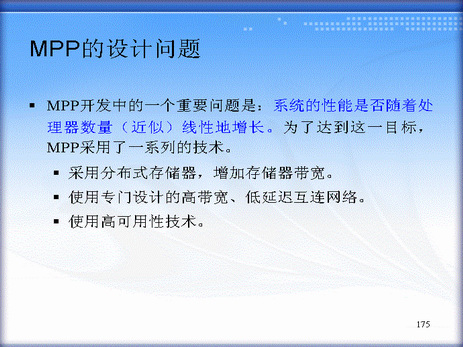 MPP的设计问题
▪ MPP开发中的一个重要问题是：系统的性能是否随着处
理器数量（近似）线性地增长。为了达到这一目标，
MPP采用了一系列的技术。
▪ 采用分布式存储器，增加存储器带宽。
▪ 使用专门设计的高带宽、低延迟互连网络。
▪ 使用高可用性技术。
175